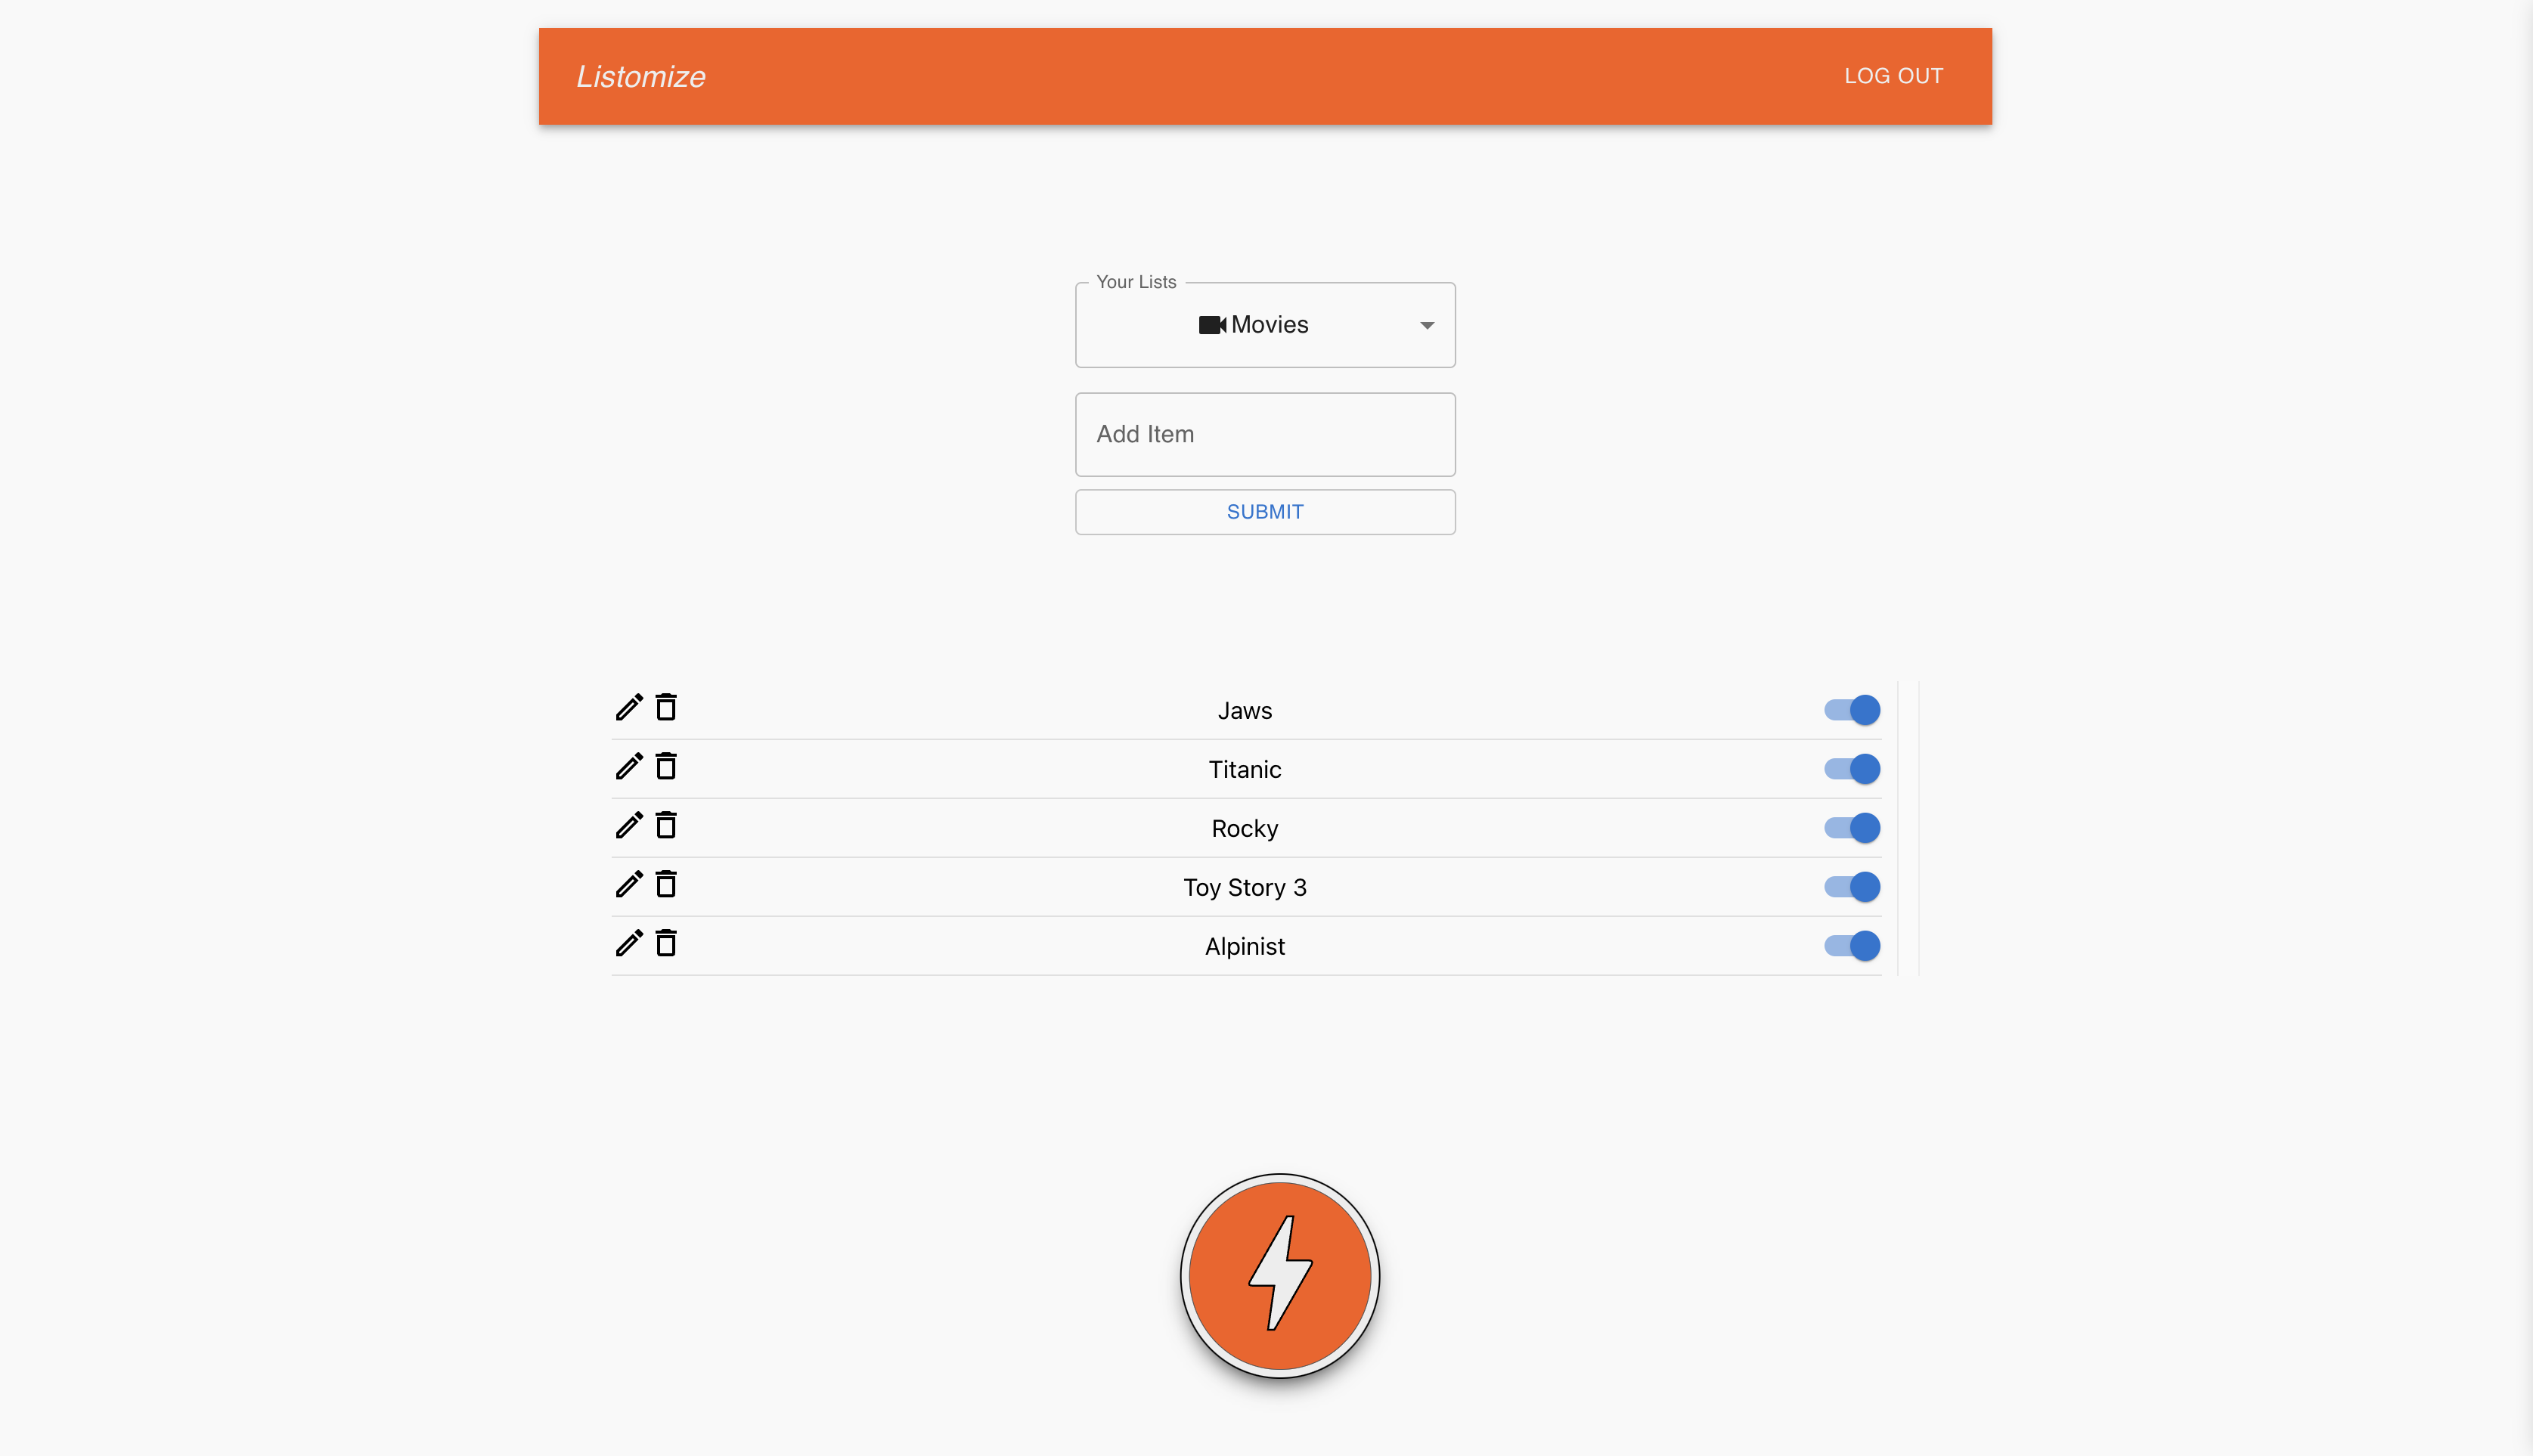 Listomize
LOG OUT
Your Lists
Movies
Add Item
SUBMIT
Jaws
Titanic
Rocky
Toy Story 3
Alpinist